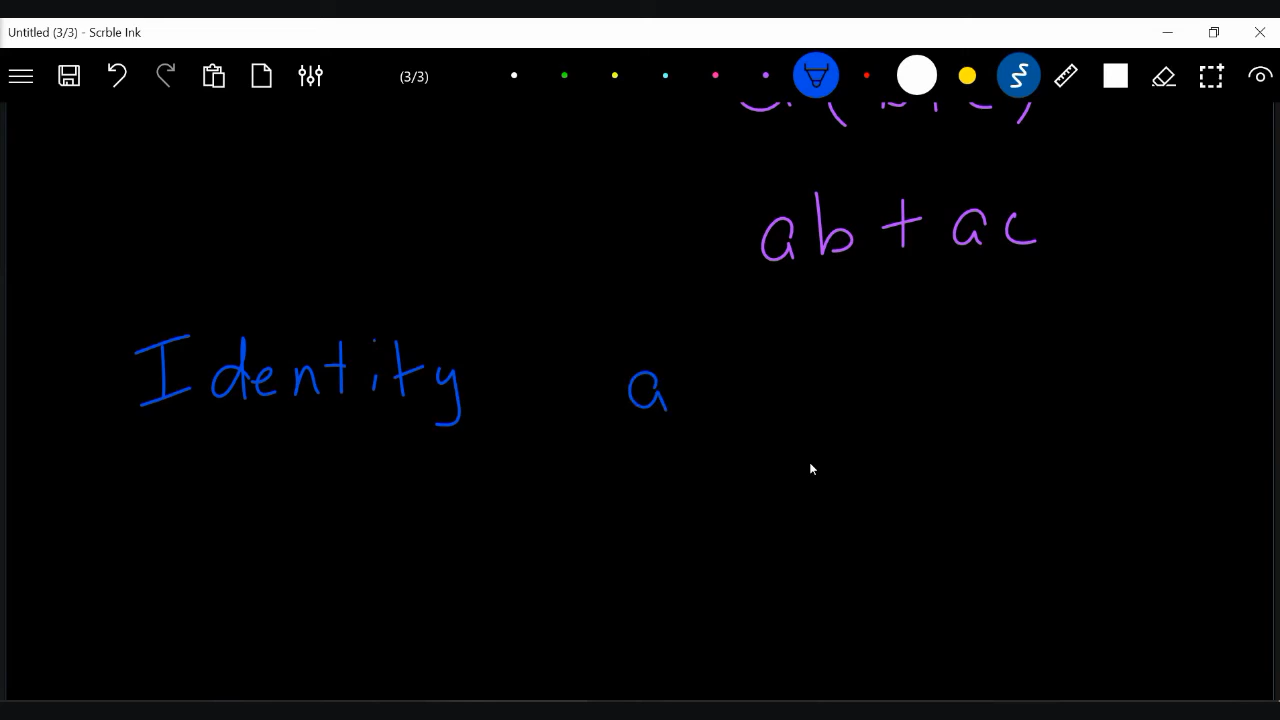 Untitled (3/3) - Scrble Ink
(3/3)
ab + ac
Identity a